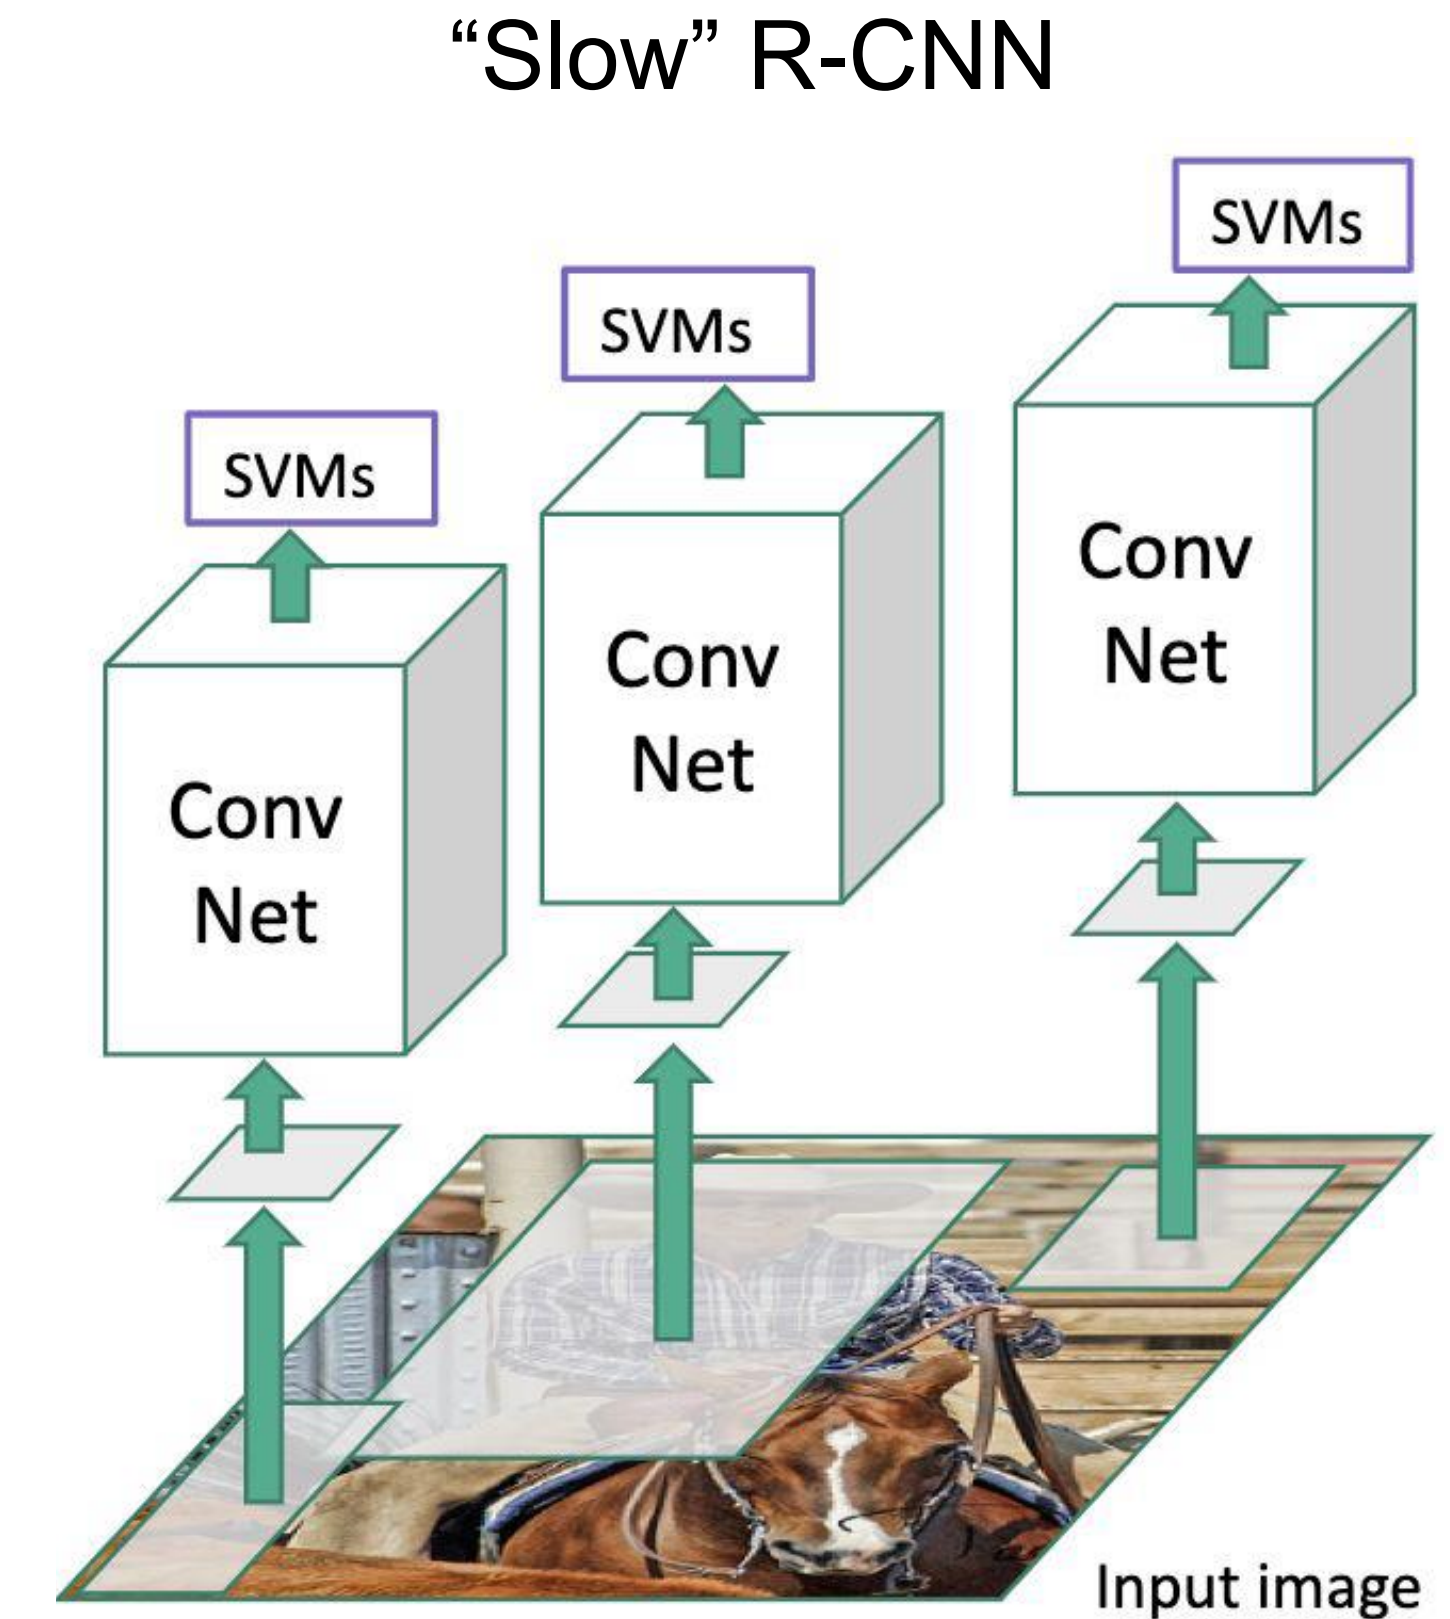 “Slow” R-CNN
SVMs
SVMs
SVMs
Conv
Net
Conv
Net
Conv
Net
Input image